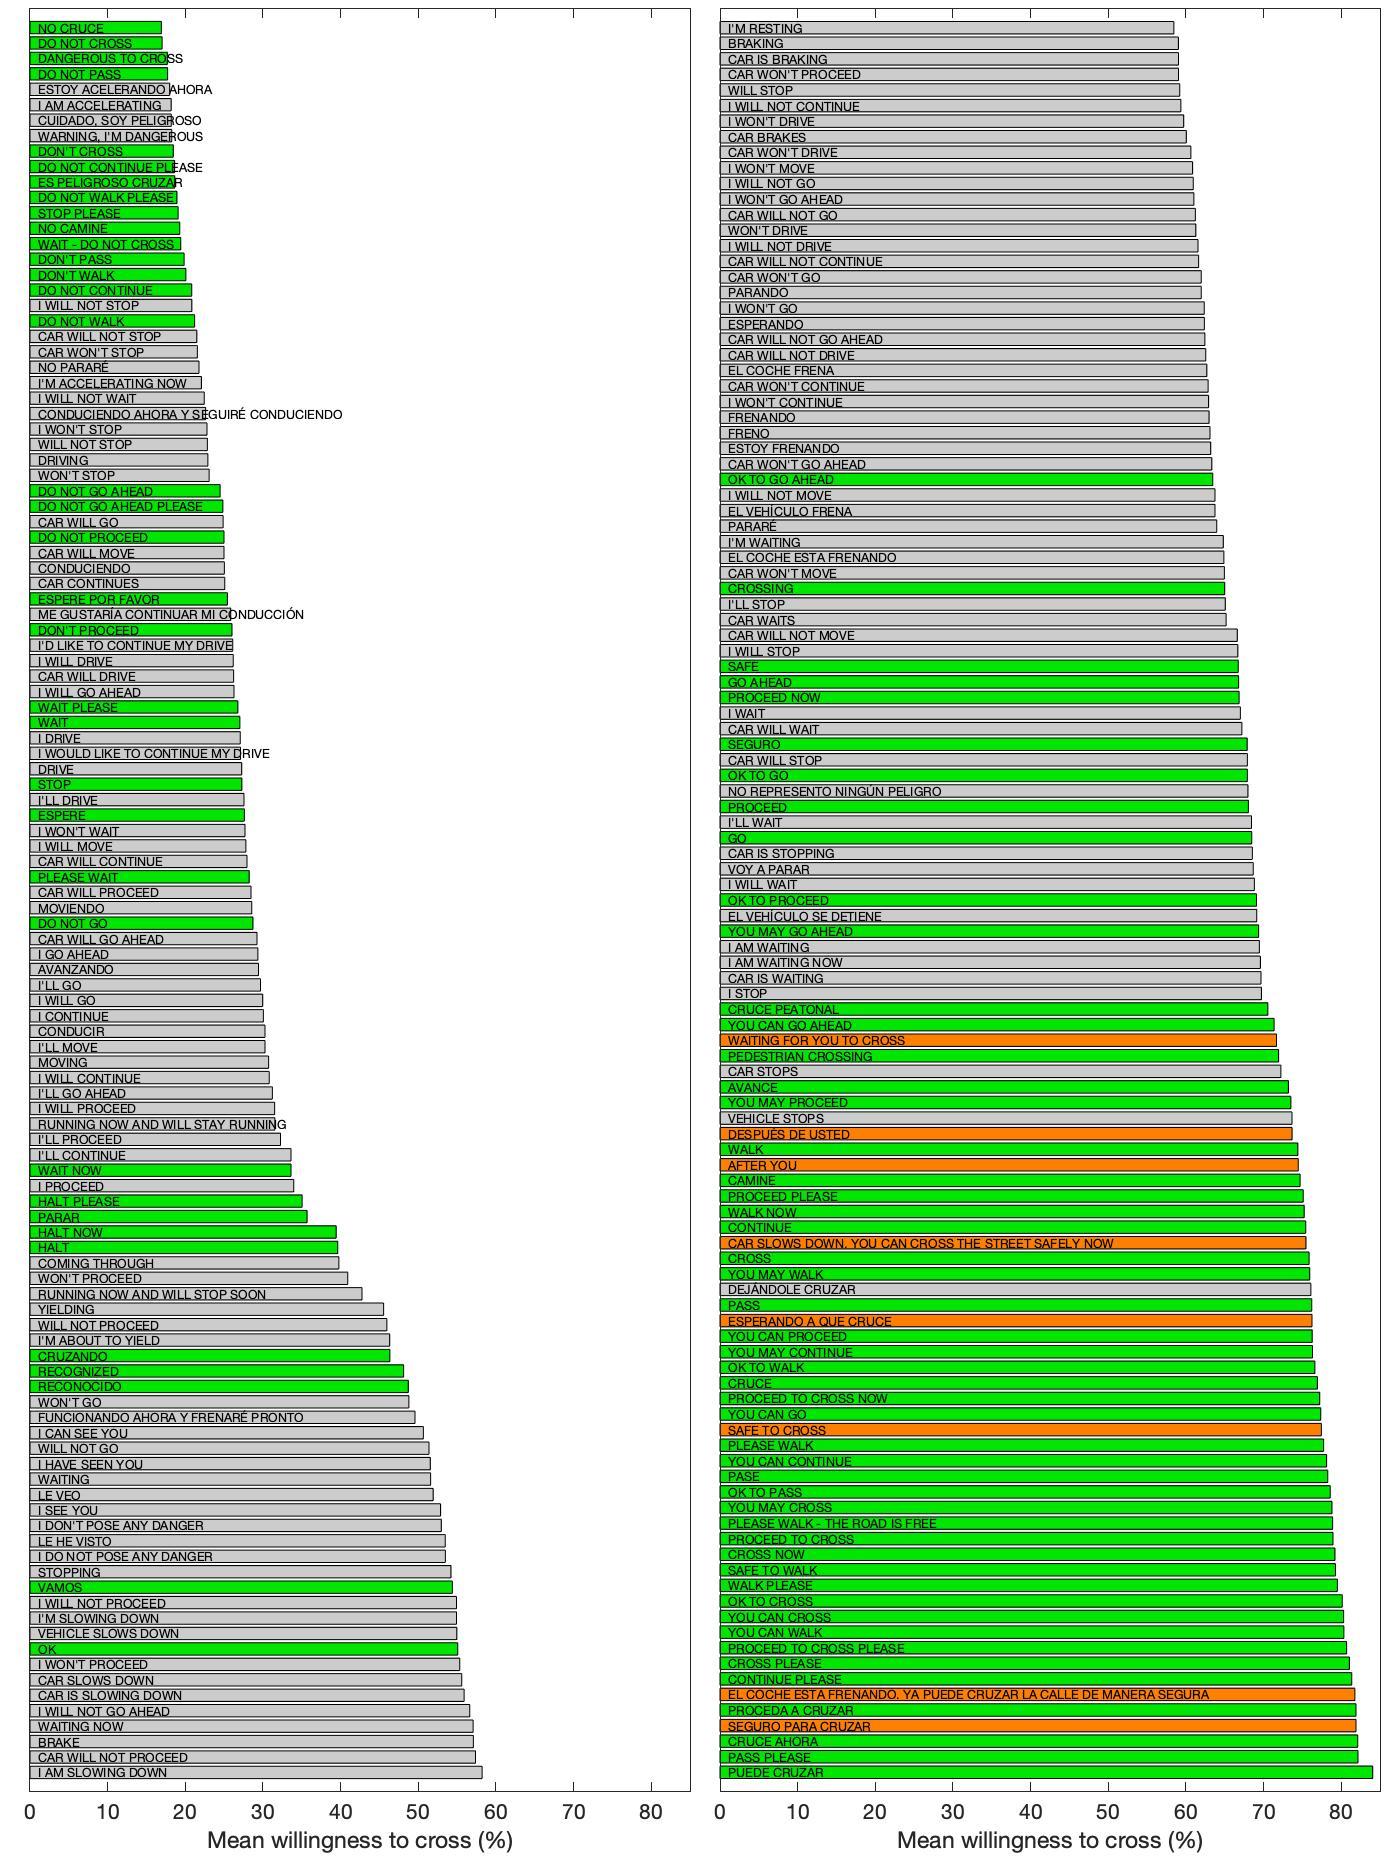 NO CRUCE
DO NOT CROSS
DANGEROUS TO CROSS
DO NOT PASS
ESTOY ACELERANDO AHORA
I AM ACCELERATING
CUIDADO, SOY PELIGROSO
WARNING, I'M DANGEROUS
DON'T CROSS
DO NOT CONTINUE PLEASE
ES PELIGROSO CRUZAR
DO NOT WALK PLEASE
STOP PLEASE
NO CAMINE
WAIT - DO NOT CROSS
DON'T PASS
DON'T WALK
DO NOT CONTINUE
I WILL NOT STOP
DO NOT WALK
CAR WILL NOT STOP
CAR WON'T STOP
NO PARARÉ
I'M ACCELERATING NOW
I WILL NOT WAIT
CONDUCIENDO AHORA Y SEGUIRÉ CONDUCIENDO
I WON'T STOP
WILL NOT STOP
DRIVING
WON'T STOP
DO NOT GO AHEAD
DO NOT GO AHEAD PLEASE
CAR WILL GO
DO NOT PROCEED
CAR WILL MOVE
CONDUCIENDO
CAR CONTINUES
ESPERE POR FAVOR
ME GUSTARÍA CONTINUAR MI CONDUCCIÓN
DON'T PROCEED
I'D LIKE TO CONTINUE MY DRIVE
I WILL DRIVE
CAR WILL DRIVE
I WILL GO AHEAD
WAIT PLEASE
WAIT
I DRIVE
I WOULD LIKE TO CONTINUE MY DRIVE
DRIVE
STOP
I'LL DRIVE
ESPERE
I WON'T WAIT
I WILL MOVE
CAR WILL CONTINUE
PLEASE WAIT
CAR WILL PROCEED
MOVIENDO
DO NOT GO
CAR WILL GO AHEAD
I GO AHEAD
AVANZANDO
I'LL GO
I WILL GO
I CONTINUE
CONDUCIR
I'LL MOVE
MOVING
I WILL CONTINUE
I'LL GO AHEAD
I WILL PROCEED
RUNNING NOW AND WILL STAY RUNNING
I'LL PROCEED
I'LL CONTINUE
WAIT NOW
I PROCEED
HALT PLEASE
PARAR
HALT NOW
HALT
COMING THROUGH
WON'T PROCEED
RUNNING NOW AND WILL STOP SOON
YIELDING
WILL NOT PROCEED
I'M ABOUT TO YIELD
CRUZANDO
RECOGNIZED
RECONOCIDO
WON'T GO
FUNCIONANDO AHORA Y FRENARÉ PRONTO
I CAN SEE YOU
WILL NOT GO
I HAVE SEEN YOU
WAITING
LE VEO
I SEE YOU
I DON'T POSE ANY DANGER
LE HE VISTO
I DO NOT POSE ANY DANGER
STOPPING
VAMOS
I WILL NOT PROCEED
I'M SLOWING DOWN
VEHICLE SLOWS DOWN
OK
I WON'T PROCEED
CAR SLOWS DOWN
CAR IS SLOWING DOWN
I WILL NOT GO AHEAD
WAITING NOW
BRAKE
CAR WILL NOT PROCEED
I AM SLOWING DOWN
0 10 20 30 40 50 60 70 80
Mean willingness to cross (%)
I'M RESTING
BRAKING
CAR IS BRAKING
CAR WON'T PROCEED
WILL STOP
I WILL NOT CONTINUE
I WON'T DRIVE
CAR BRAKES
CAR WON'T DRIVE
I WON'T MOVE
I WILL NOT GO
I WON'T GO AHEAD
CAR WILL NOT GO
WON'T DRIVE
I WILL NOT DRIVE
CAR WILL NOT CONTINUE
CAR WON'T GO
PARANDO
I WON'T GO
ESPERANDO
CAR WILL NOT GO AHEAD
CAR WILL NOT DRIVE
EL COCHE FRENA
CAR WON'T CONTINUE
I WON'T CONTINUE
FRENANDO
FRENO
ESTOY FRENANDO
CAR WON'T GO AHEAD
OK TO GO AHEAD
I WILL NOT MOVE
EL VEHÍCULO FRENA
PARARÉ
I'M WAITING
EL COCHE ESTA FRENANDO
CAR WON'T MOVE
CROSSING
I'LL STOP
CAR WAITS
CAR WILL NOT MOVE
I WILL STOP
SAFE
GO AHEAD
PROCEED NOW
I WAIT
CAR WILL WAIT
SEGURO
CAR WILL STOP
OK TO GO
NO REPRESENTO NINGÚN PELIGRO
PROCEED
I'LL WAIT
GO
CAR IS STOPPING
VOY A PARAR
I WILL WAIT
OK TO PROCEED
EL VEHÍCULO SE DETIENE
YOU MAY GO AHEAD
I AM WAITING
I AM WAITING NOW
CAR IS WAITING
I STOP
CRUCE PEATONAL
YOU CAN GO AHEAD
WAITING FOR YOU TO CROSS
PEDESTRIAN CROSSING
CAR STOPS
AVANCE
YOU MAY PROCEED
VEHICLE STOPS
DESPUÉS DE USTED
WALK
AFTER YOU
CAMINE
PROCEED PLEASE
WALK NOW
CONTINUE
CAR SLOWS DOWN. YOU CAN CROSS THE STREET SAFELY NOW
CROSS
YOU MAY WALK
DEJÁNDOLE CRUZAR
PASS
ESPERANDO A QUE CRUCE
YOU CAN PROCEED
YOU MAY CONTINUE
OK TO WALK
CRUCE
PROCEED TO CROSS NOW
YOU CAN GO
SAFE TO CROSS
PLEASE WALK
YOU CAN CONTINUE
PASE
OK TO PASS
YOU MAY CROSS
PLEASE WALK - THE ROAD IS FREE
PROCEED TO CROSS
CROSS NOW
SAFE TO WALK
WALK PLEASE
OK TO CROSS
YOU CAN CROSS
YOU CAN WALK
PROCEED TO CROSS PLEASE
CROSS PLEASE
CONTINUE PLEASE
EL COCHE ESTA FRENANDO. YA PUEDE CRUZAR LA CALLE DE MANERA SEGURA
PROCEDA A CRUZAR
SEGURO PARA CRUZAR
CRUCE AHORA
PASS PLEASE
PUEDE CRUZAR
0 10 20 30 40 50 60 70 80
Mean willingness to cross (%)